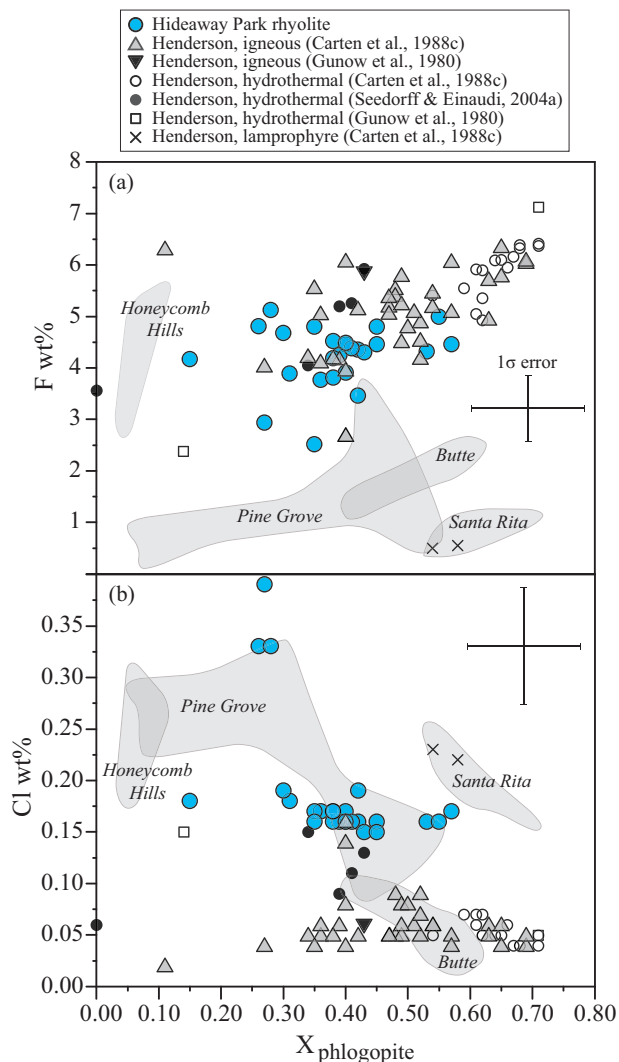 Hideaway Park rhyolite
Henderson, igneous (Carten et al., 1988c)
Henderson, igneous (Gunow et al., 1980)
Henderson, hydrothermal (Carten et al., 1988c)
Henderson, hydrothermal (Seedorff & Einaudi, 2004a)
Henderson, hydrothermal (Gunow et al., 1980)
Henderson, lamprophyre (Carten et al., 1988c)
(a)
8
7
6
5
4
3
2
1
F wt%
Honeycomb
Hills
1σ error
Butte
Pine Grove
Santa Rita
(b)
0.35
0.30
0.25
0.20
0.15
0.10
0.05
0.00
Cl wt%
Pine Grove
Honeycomb
Hills
Santa Rita
Butte
0.00 0.10 0.20 0.30 0.40 0.50 0.60 0.70 0.80
X phlogopite